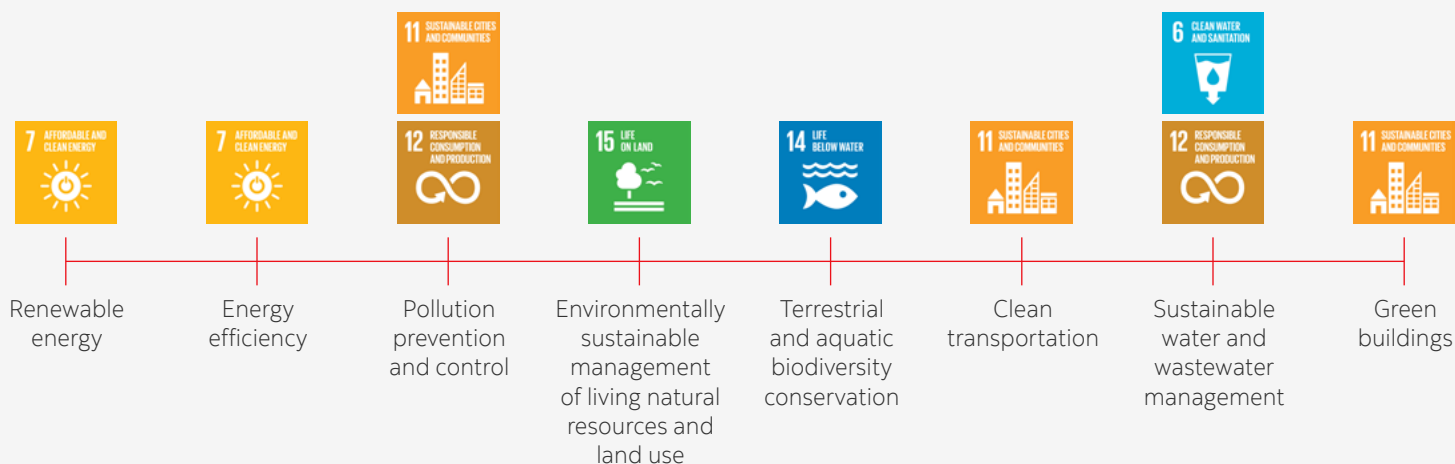 11 SUSTAINABLE CITIES
AND COMMUNITIES
6 CLEAN WATER
AND SANITATION
7 AFFORDABLE AND
CLEAN ENERGY
7 AFFORDABLE AND
CLEAN ENERGY
12 RESPONSIBLE
CONSUMPTION
AND PRODUCTION
15 LIFE
ON LAND
14 LIFE
BELOW WATER
11 SUSTAINABLE CITIES
AND COMMUNITIES
12 RESPONSIBLE
CONSUMPTION
AND PRODUCTION
11 SUSTAINABLE CITIES
AND COMMUNITIES
Renewable
energy
Energy
efficiency
Pollution
prevention
and control
Environmentally
sustainable
management
of living natural
resources and
land use
Terrestrial
and aquatic
biodiversity
conservation
Clean
transportation
Sustainable
water and
wastewater
management
Green
buildings